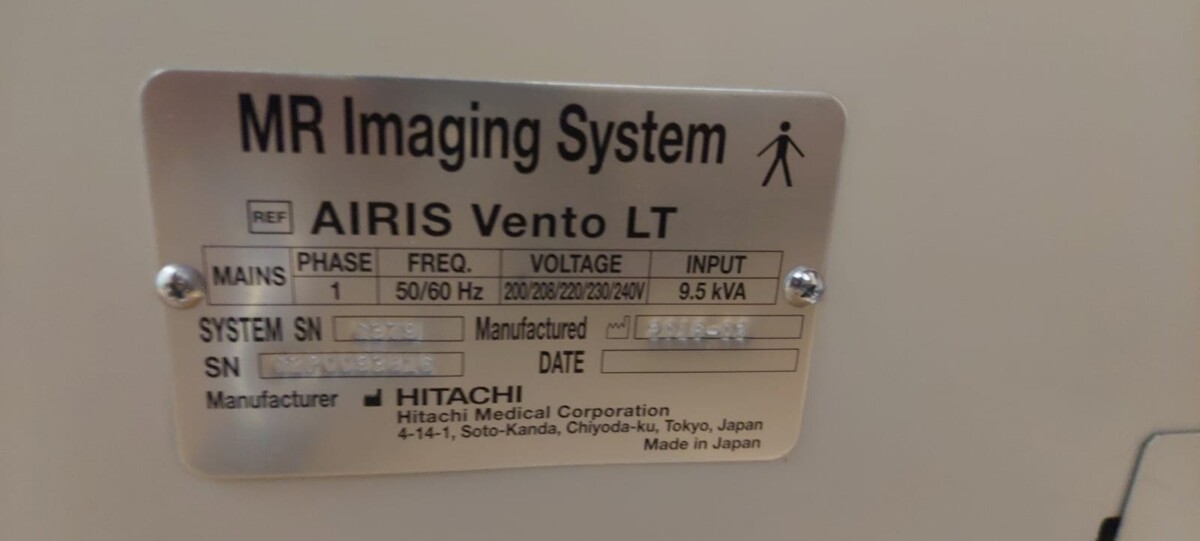 MR Imaging System
REF AIRIS Vento LT
MAINS PHASE FREQ. VOLTAGE INPUT
1 50/60 Hz 200/208/220/230/240V 9.5 kVA
SYSTEM SN Manufactured
SN DATE
Manufacturer HITACHI
Hitachi Medical Corporation
4-14-1, Soto-Kanda, Chiyoda-ku, Tokyo, Japan
Made in Japan